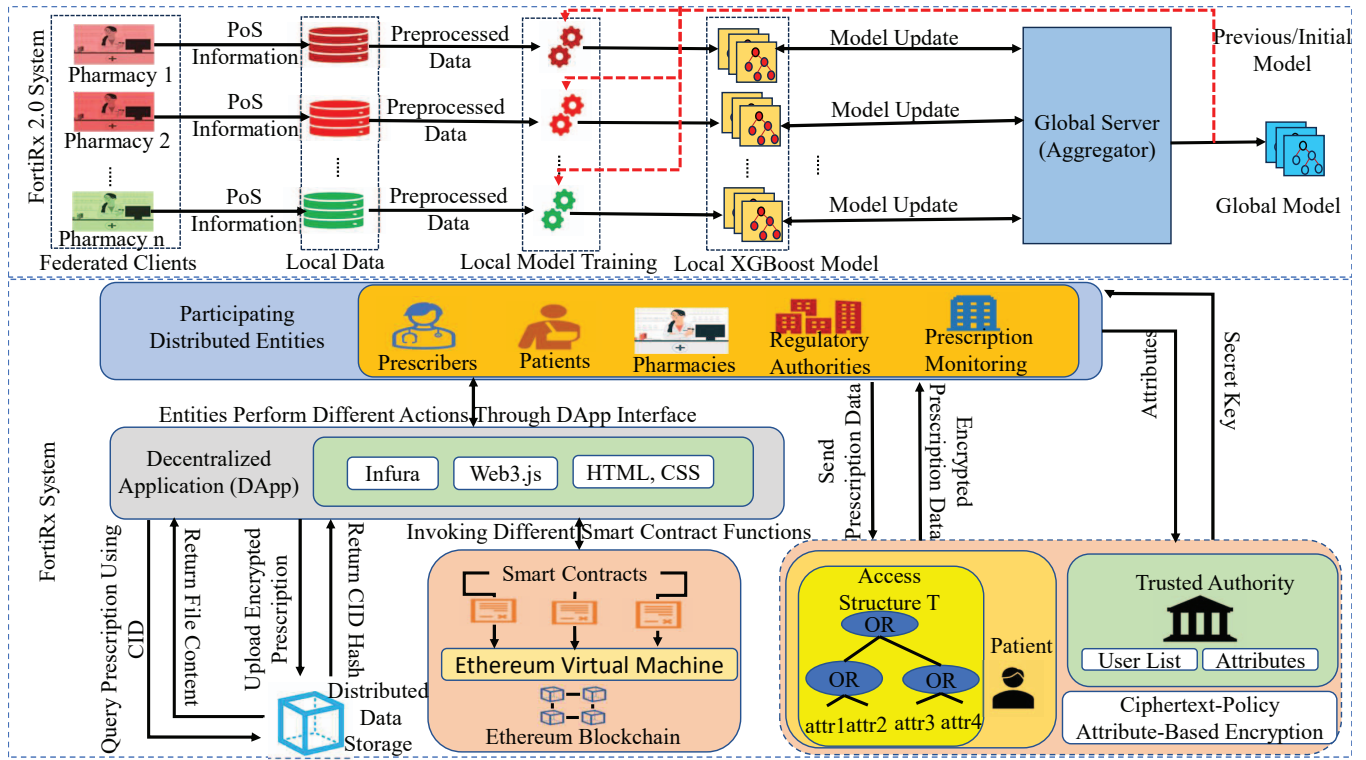 FortiRx 2.0 System
Pharmacy 1
PoS
Information
Preprocessed
Data
Model Update
Previous/Initial
Model
Pharmacy 2
PoS
Information
Preprocessed
Data
Model Update
Global Server
(Aggregator)
Pharmacy n
PoS
Information
Preprocessed
Data
Model Update
Global Model
Federated Clients
Local Data
Local Model Training
Local XGBoost Model
FortiRx System
Participating
Distributed Entities
Prescribers
Patients
Pharmacies
Regulatory
Authorities
Prescription
Monitoring
Entities Perform Different Actions Through DApp Interface
Send
Prescription Data
Encrypted
Prescription Data
Attributes
Secret Key
Decentralized
Application (DApp)
Infura
Web3.js
HTML, CSS
Invoking Different Smart Contract Functions
Query Prescription Using
CID
Return File Content
Upload Encrypted
Prescription
Return CID Hash
Distributed
Data
Storage
Smart Contracts
Ethereum Virtual Machine
Ethereum Blockchain
Access
Structure T
OR
OR
OR
attr1
attr2
attr3
attr4
Patient
Trusted Authority
User List
Attributes
Ciphertext-Policy
Attribute-Based Encryption